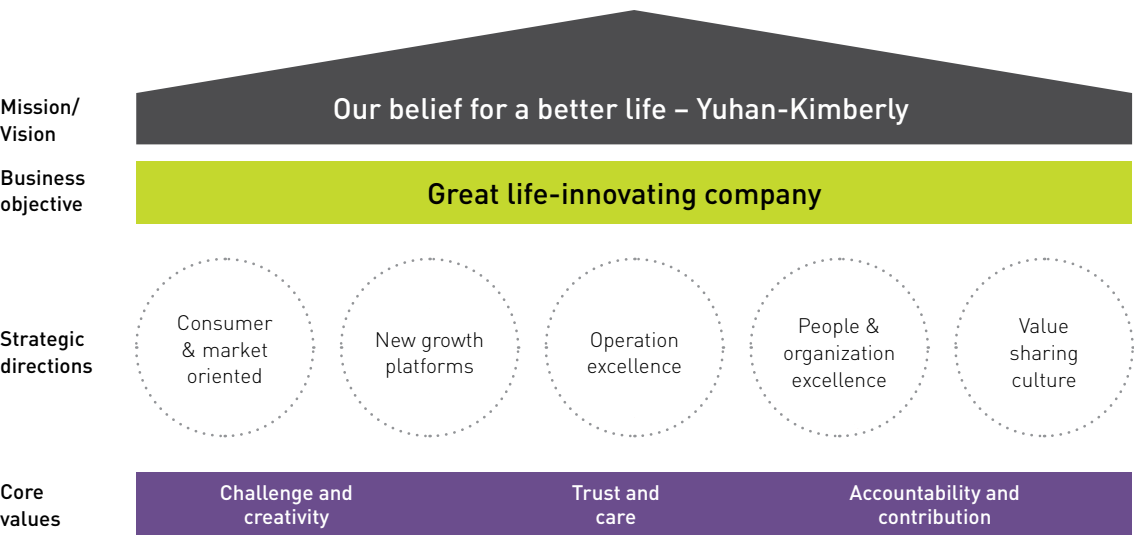 Mission/
Vision
Our belief for a better life – Yuhan-Kimberly
Business
objective
Great life-innovating company
Strategic
directions
Consumer
& market
oriented
New growth
platforms
Operation
excellence
People &
organization
excellence
Value
sharing
culture
Core
values
Challenge and
creativity
Trust and
care
Accountability and
contribution